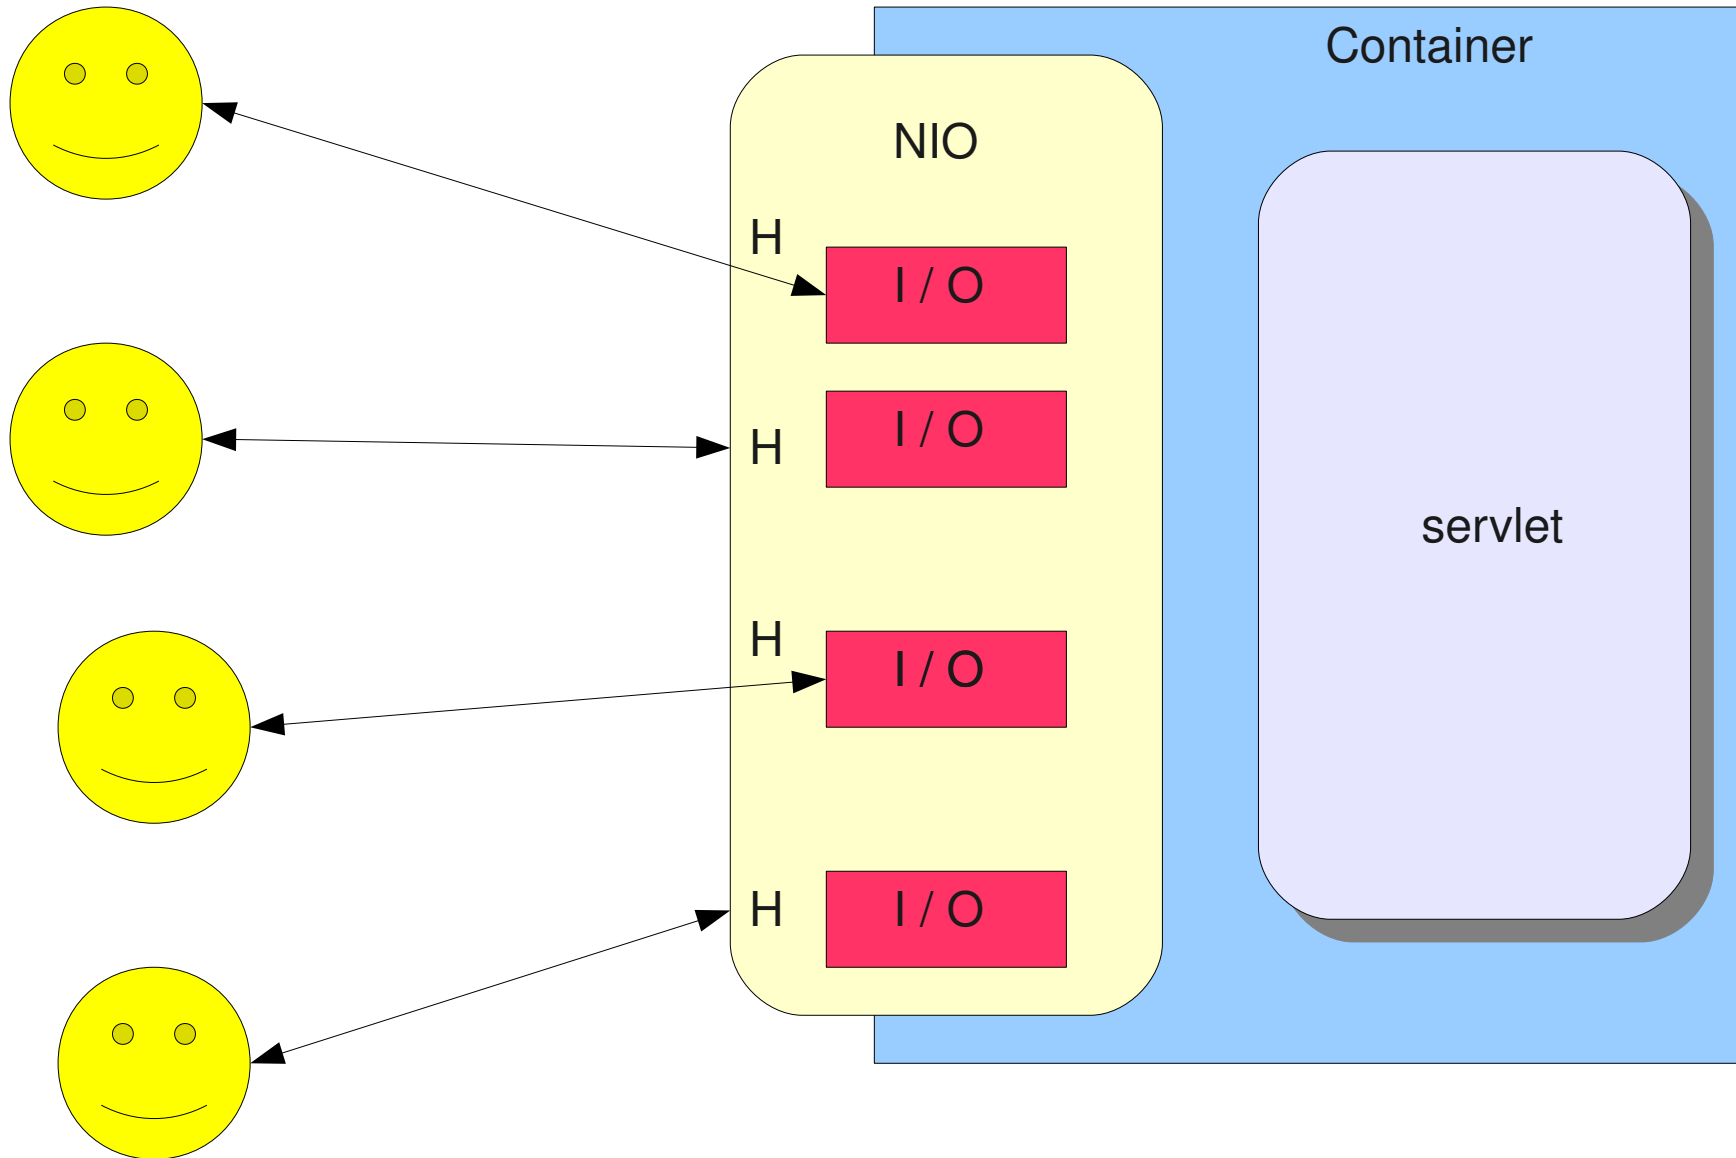 Container
NIO
H
I / O
I / O
H
servlet
H
I / O
H
I / O